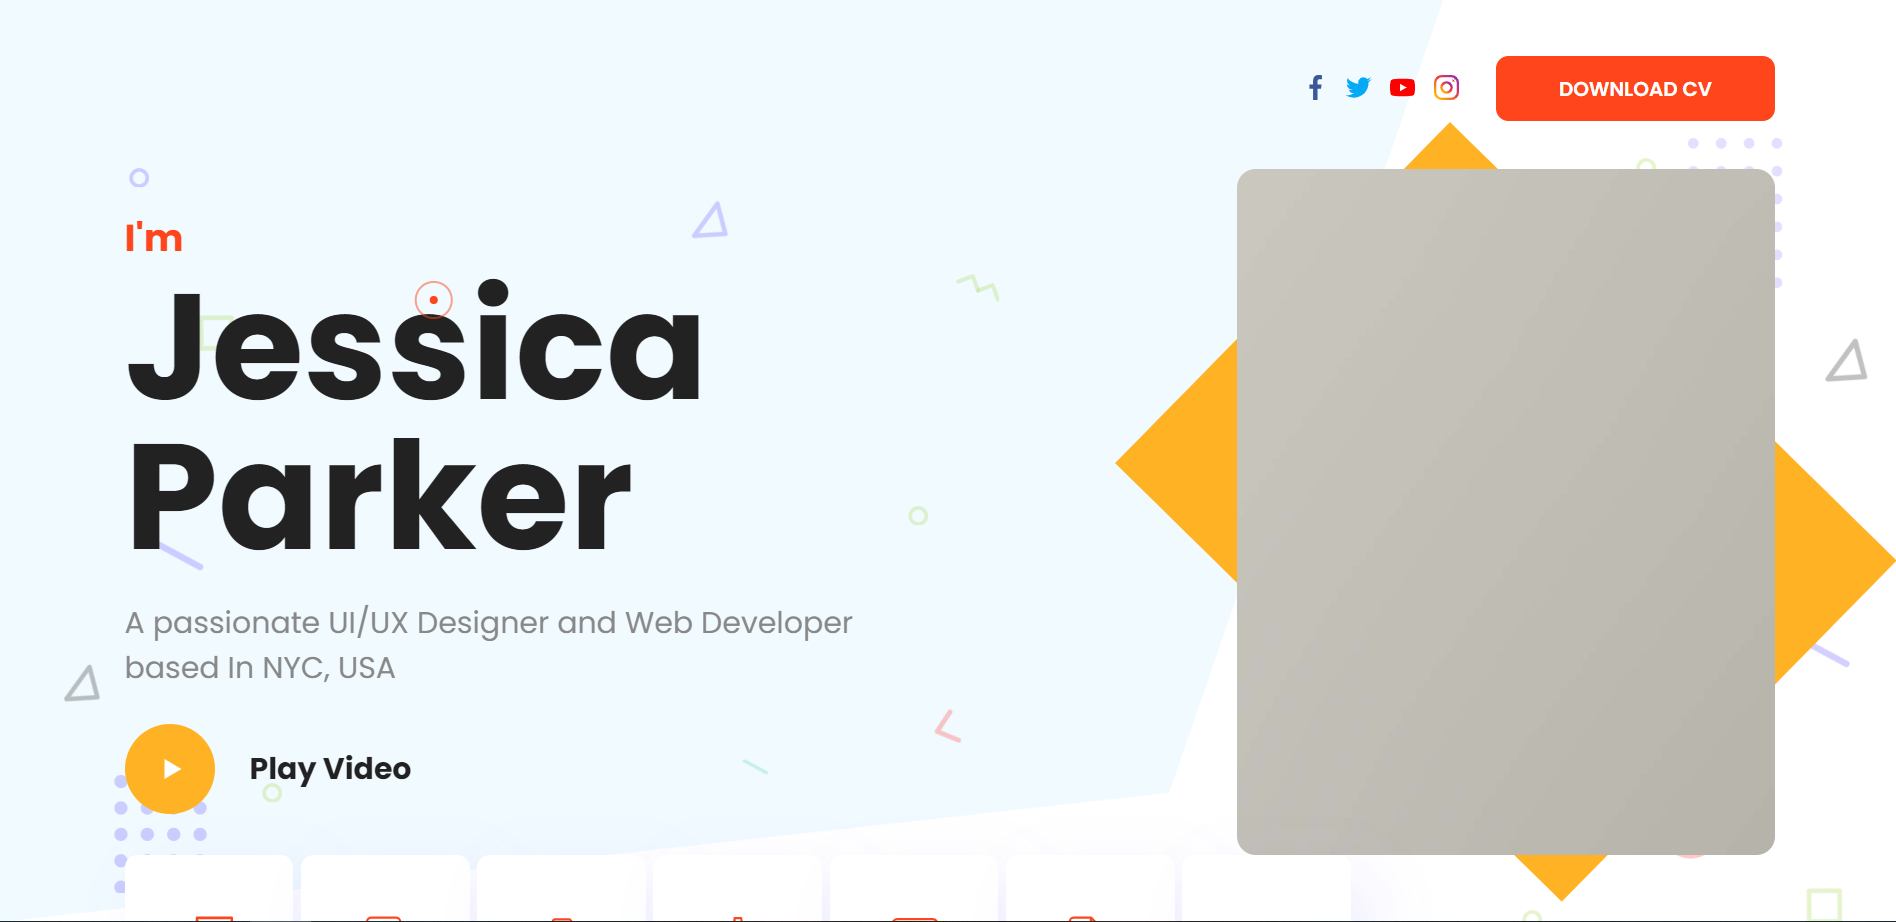 DOWNLOAD CV
I'm
Jessica
Parker
A passionate UI/UX Designer and Web Developer
based In NYC, USA
Play Video